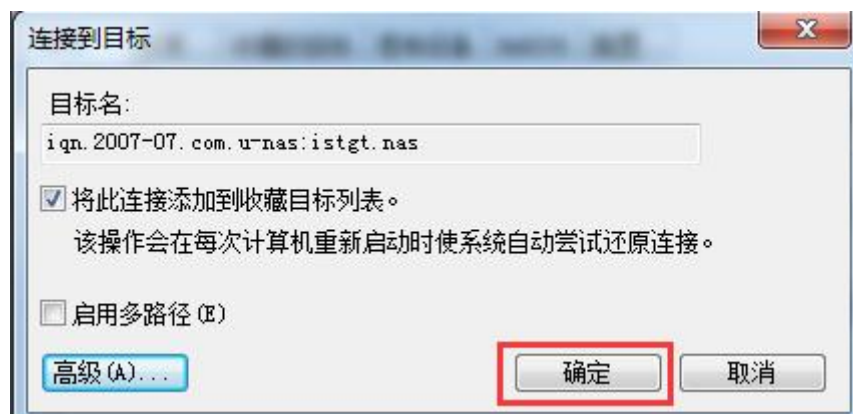 连接到目标
目标名:
iqn.2007-07.com.u-nas:istgt.nas
将此连接添加到收藏目标列表。
该操作会在每次计算机重新启动时使系统自动尝试还原连接。
启用多路径(E)
高级(A)... 确定 取消